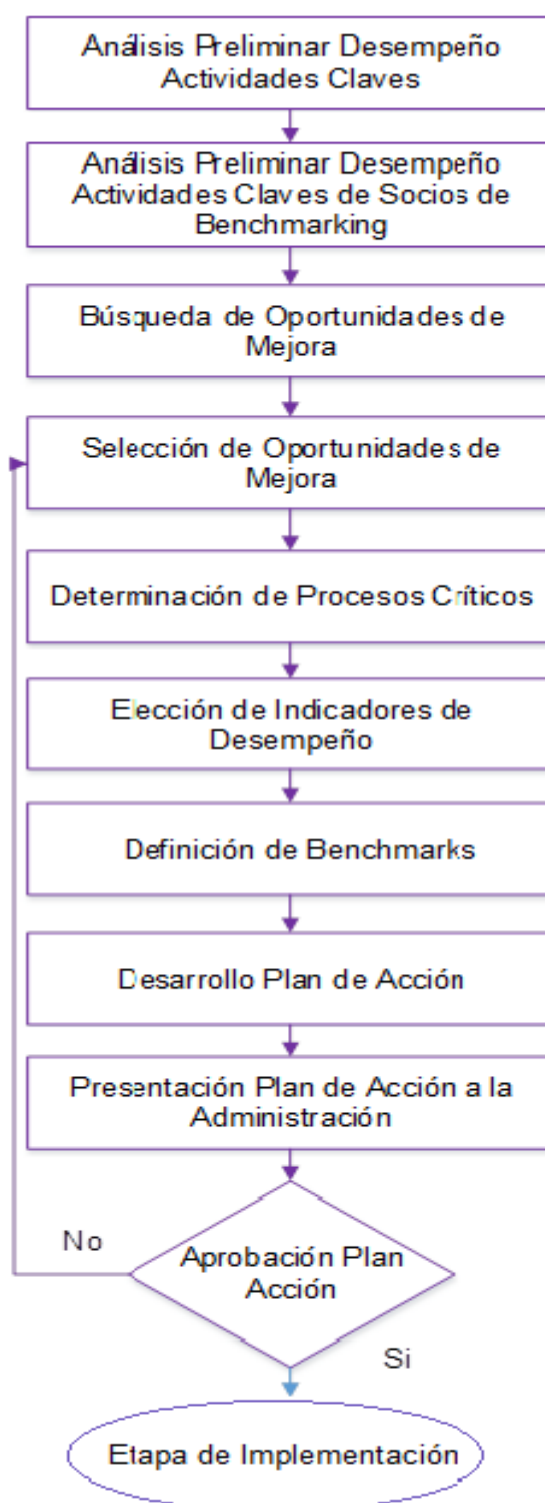 Análisis Preliminar Desempeño
Actividades Claves
Análisis Preliminar Desempeño
Actividades Claves de Socios de
Benchmarking
Búsqueda de Oportunidades de
Mejora
Selección de Oportunidades de
Mejora
Determinación de Procesos Críticos
Elección de Indicadores de
Desempeño
Definición de Benchmarks
Desarrollo Plan de Acción
Presentación Plan de Acción a la
Administración
No
Aprobación Plan
Acción
Si
Etapa de Implementación